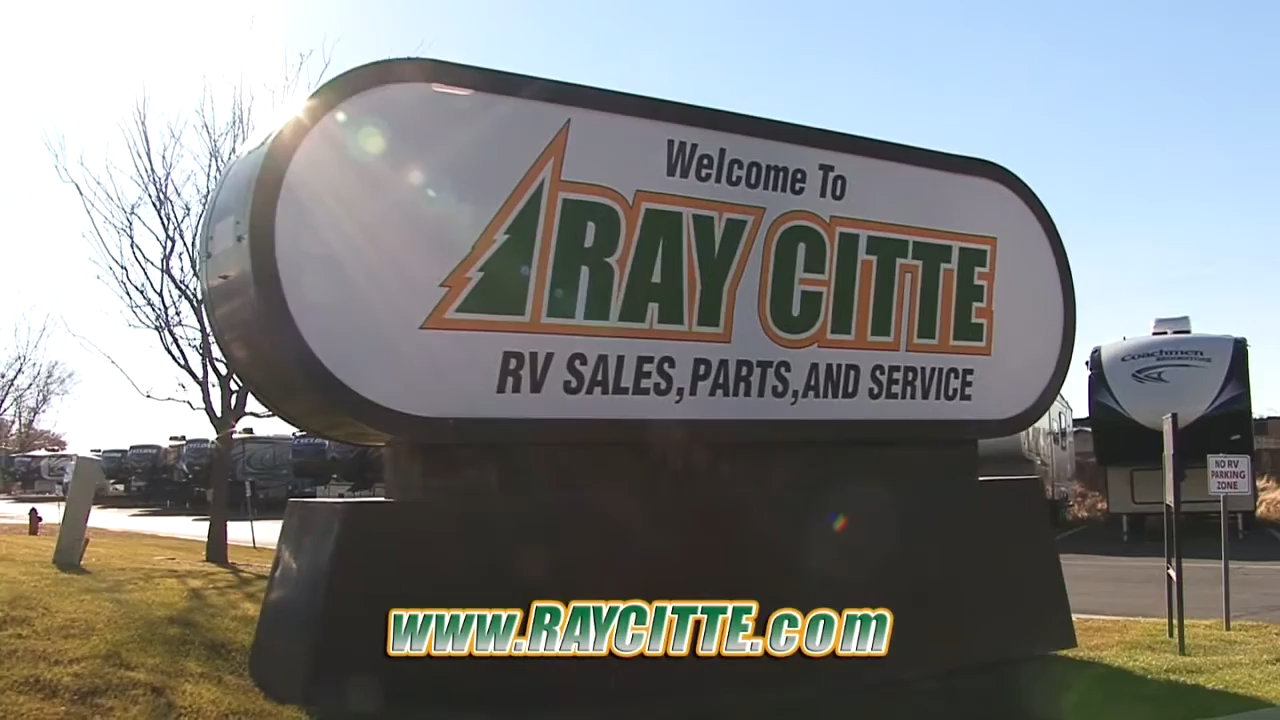 Welcome To
RAY CITTE
RV SALES, PARTS, AND SERVICE
Coachmen
NO RV
PARKING
ZONE
www.RAYCITTE.com